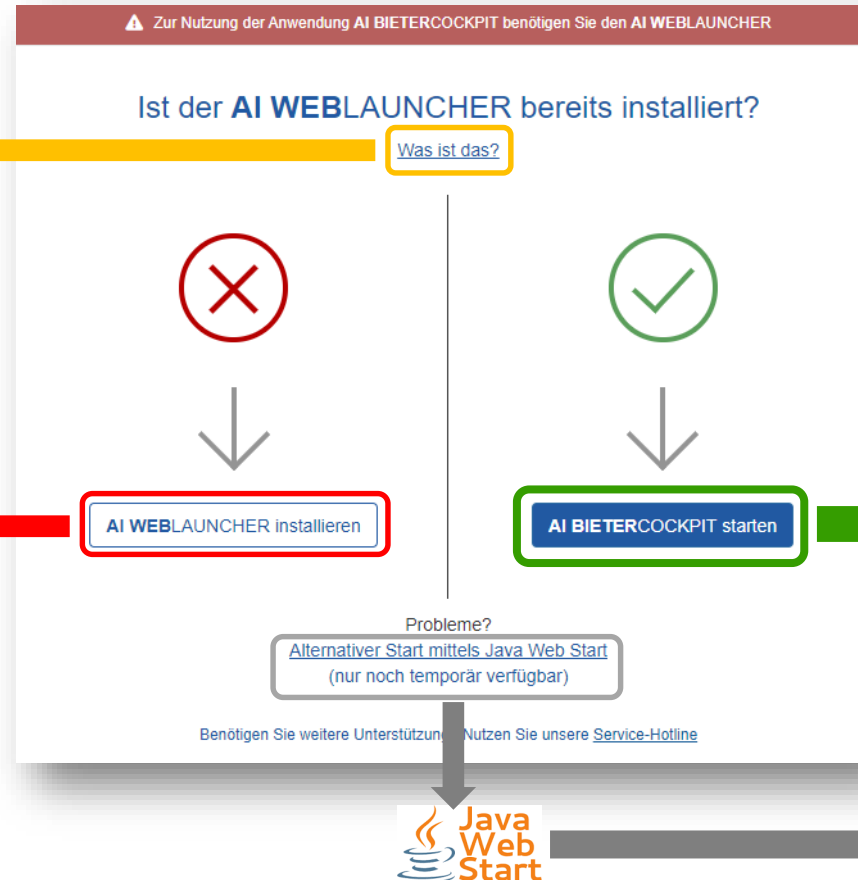 Zur Nutzung der Anwendung AI BIETERCOCKPIT benötigen Sie den AI WEBLAUNCHER
Ist der AI WEBLAUNCHER bereits installiert?
Was ist das?
AI WEBLAUNCHER installieren
AI BIETERCOCKPIT starten
Probleme?
Alternativer Start mittels Java Web Start
(nur noch temporär verfügbar)
Benötigen Sie weitere Unterstützung Nutzen Sie unsere Service-Hotline
Java
Web
Start